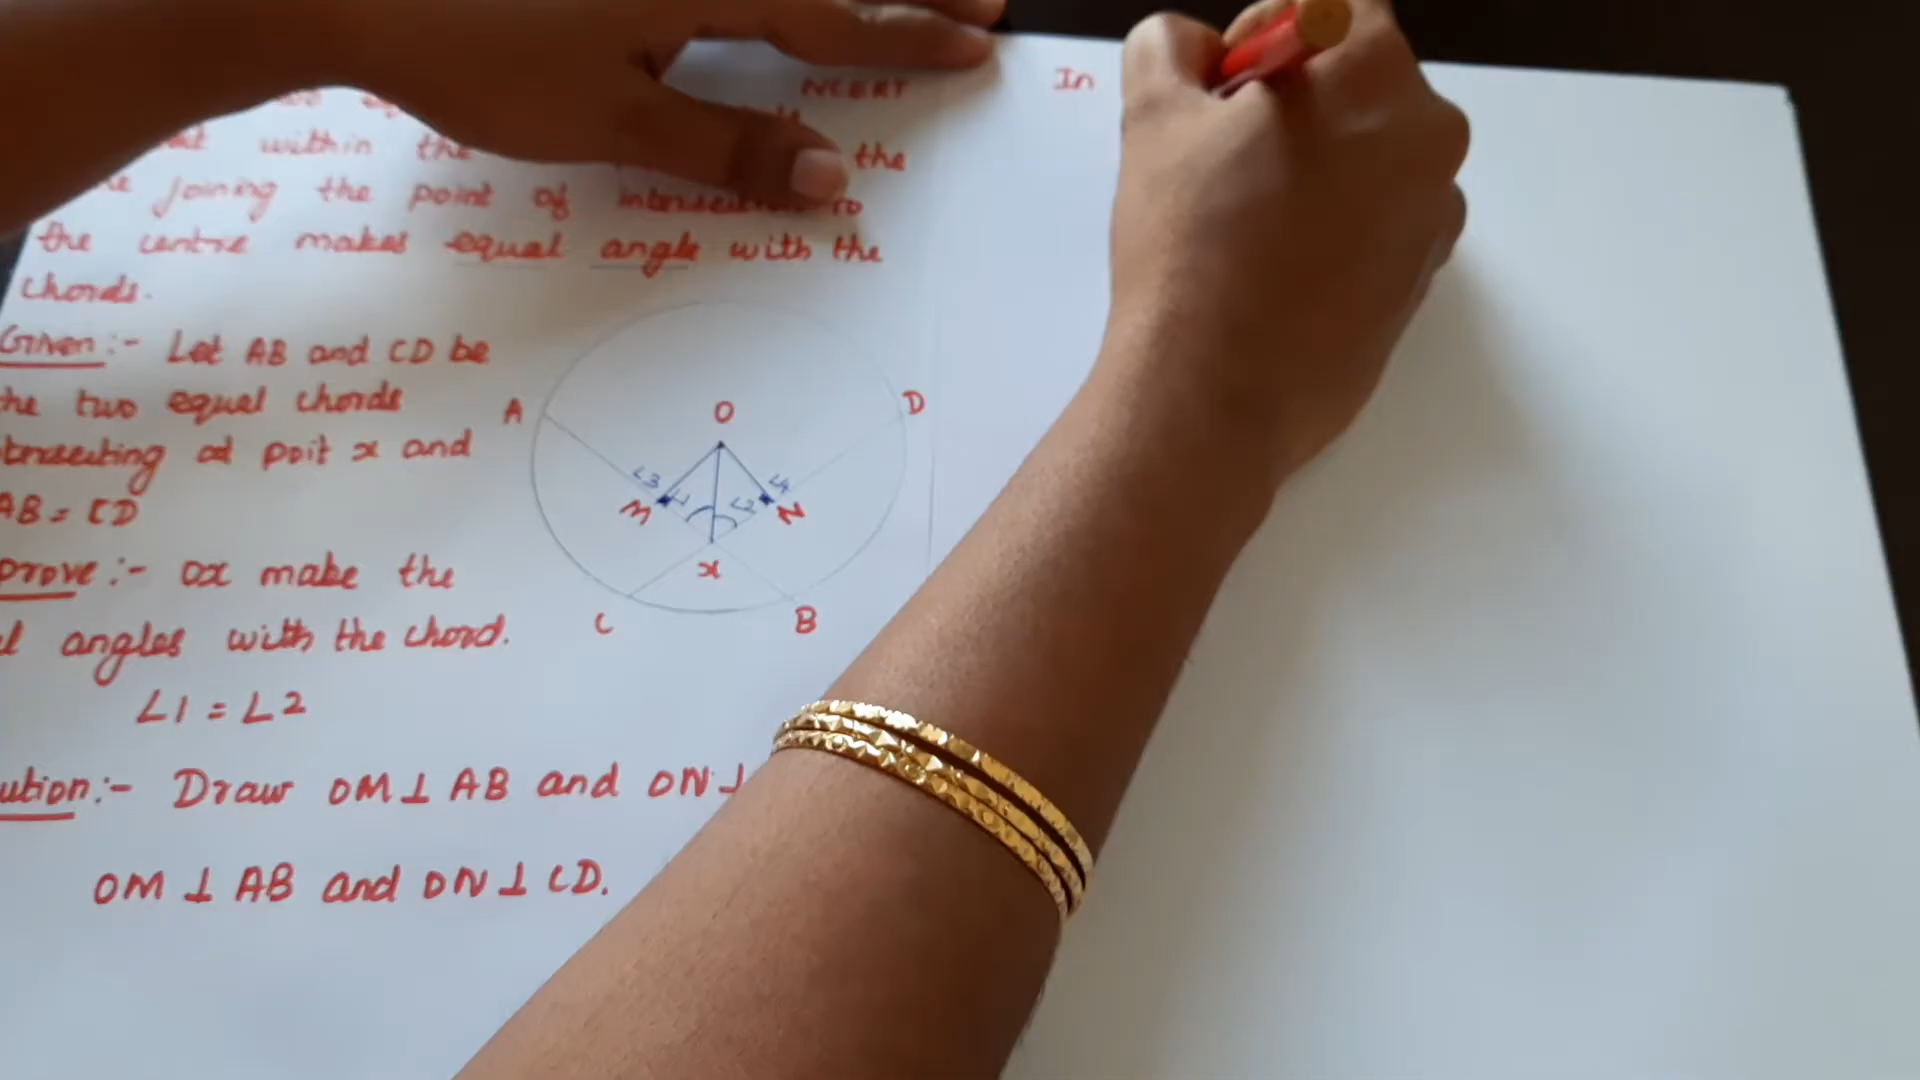 NCERT
within the the
joining the point of
the centre makes equal angle with the
chords.
Given:- Let AB and CD be
the two equal chords
at poit x and
AB = CD
prove:- ox make the
angles with the chord.
∠1 = ∠2
ution:- Draw OM⊥AB and ON⊥
OM ⊥ AB and ON⊥CD.
A
O
D
∠3
∠1
∠2
∠4
M
N
x
C
B
In